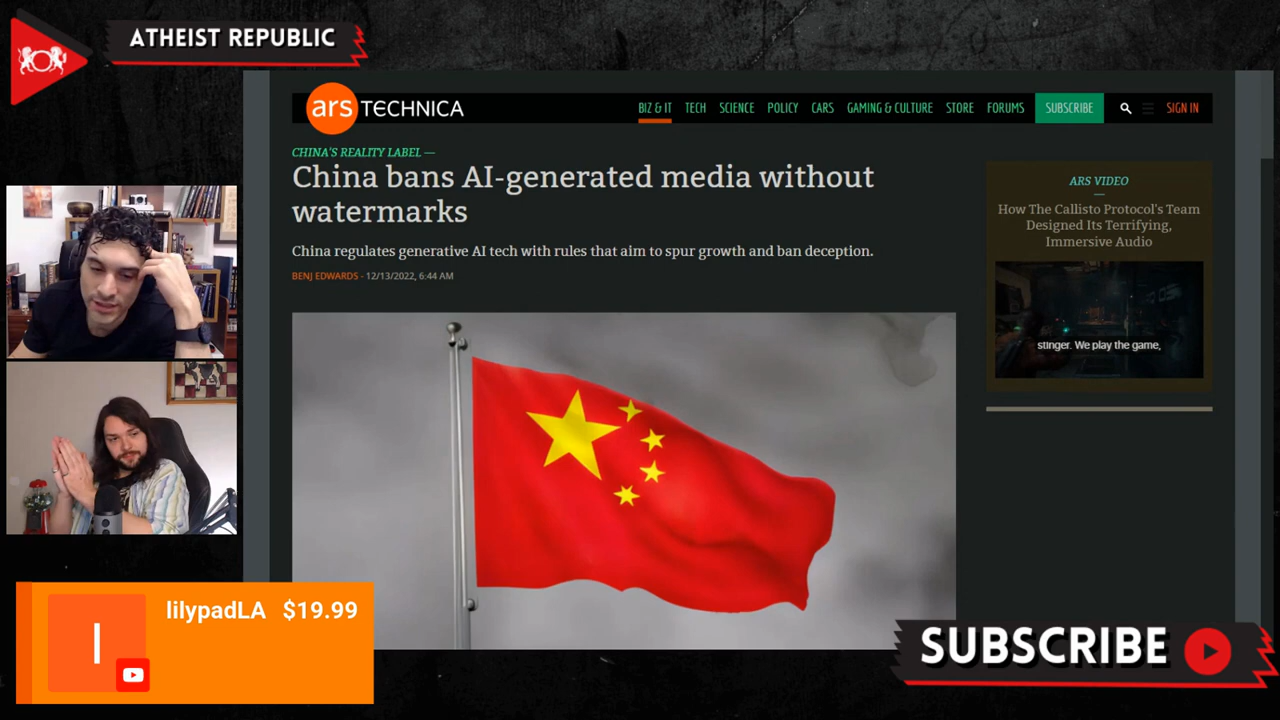 ATHEIST REPUBLIC
ars TECHNICA
BIZ & IT TECH SCIENCE POLICY CARS GAMING & CULTURE STORE FORUMS SUBSCRIBE SIGN IN
CHINA'S REALITY LABEL —
China bans AI-generated media without
watermarks
China regulates generative AI tech with rules that aim to spur growth and ban deception.
BENJ EDWARDS - 12/13/2022, 6:44 AM
ARS VIDEO
How The Callisto Protocol's Team
Designed Its Terrifying,
Immersive Audio
stinger. We play the game,
l
lilypadLA $19.99
SUBSCRIBE